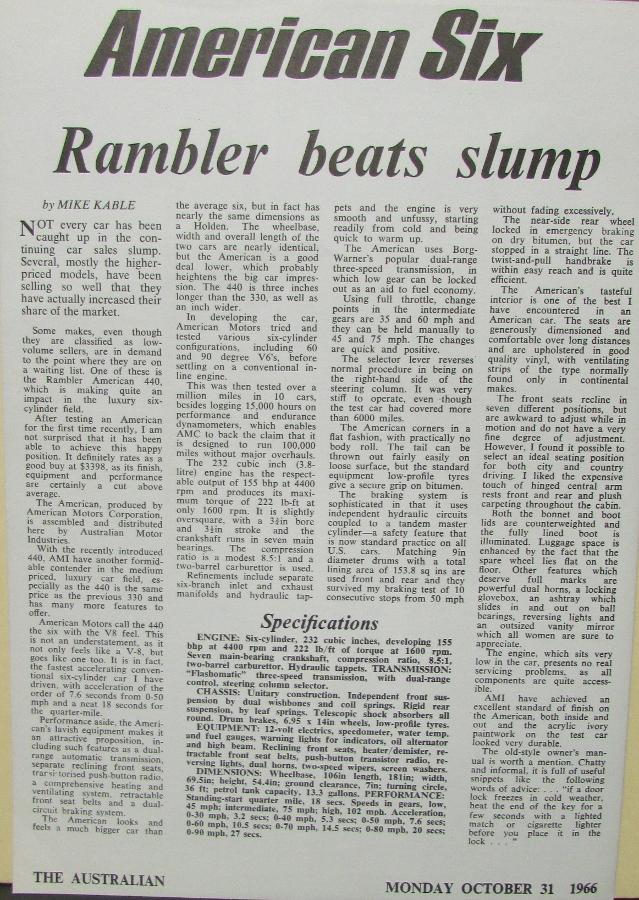 American Six
Rambler beats slump
by MIKE KABLE
NOT every car has been
caught up in the con-
tinuing car sales slump.
Several, mostly the higher-
priced models, have been
selling so well that they
have actually increased their
share of the market.
Some makes, even though
they are classified as low-
volume sellers, are in demand
to the point where they are on
a waiting list. One of these is
the Rambler American 440,
which is making quite an
impact in the luxury six-
cylinder field.
After testing an American
for the first time recently, I am
not surprised that it has been
able to achieve this happy
position. It definitely rates as a
good buy at $3398, as its finish,
equipment and performance
are certainly a cut above
average.
The American, produced by
American Motors Corporation,
is assembled and distributed
here by Australian Motor
Industries.
With the recently introduced
440, AMI have another formid-
able contender in the medium
priced, luxury car field, es-
pecially as the 440 is the same
price as the previous 330 and
has many more features to
offer.
American Motors call the 440
the six with the V8 feel. This
is not an understatement, as it
not only feels like a V-8, but
goes like one too. It is in fact,
the fastest accelerating conven-
tional six-cylinder car I have
driven, with acceleration of the
order of 7.6 seconds from 0-50
mph and a neat 18 seconds for
the quarter-mile.
Performance aside, the Ameri-
can's lavish equipment makes it
an attractive proposition, in-
cluding such features as a dual-
range automatic transmission,
separate reclining front seats,
transistorised push-button radio,
a comprehensive heating and
ventilating system, retractable
front seat belts and a dual-
circuit braking system.
The American looks and
feels a much bigger car than
the average six, but in fact has
nearly the same dimensions as
a Holden. The wheelbase,
width and overall length of the
two cars are nearly identical,
but the American is a good
deal lower, which probably
heightens the big car impres-
sion. The 440 is three inches
longer than the 330, as well as
an inch wider.
In developing the car,
American Motors tried and
tested various six-cylinder
configurations, including 60
and 90 degree V6's, before
settling on a conventional in-
line engine.
This was then tested over a
million miles in 10 cars,
besides logging 15,000 hours on
performance and endurance
dynamometers, which enables
AMC to back the claim that it
is designed to run 100,000
miles without major overhauls.
The 232 cubic inch (3.8-
litre) engine has the respect-
able output of 155 bhp at 4400
rpm and produces its maxi-
mum torque of 222 lb-ft at
only 1600 rpm. It is slightly
oversquare, with a 3¾in bore
and 3½in stroke and the
crankshaft runs in seven main
bearings. The compression
ratio is a modest 8.5:1 and a
two-barrel carburettor is used.
Refinements include separate
six-branch inlet and exhaust
manifolds and hydraulic tap-
pets and the engine is very
smooth and unfussy, starting
readily from cold and being
quick to warm up.
The American uses Borg-
Warner's popular dual-range
three-speed transmission, in
which low gear can be locked
out as an aid to fuel economy.
Using full throttle, change
points in the intermediate
gears are 35 and 60 mph and
they can be held manually to
45 and 75 mph. The changes
are quick and positive.
The selector lever reverses
normal procedure in being on
the right-hand side of the
steering column. It was very
stiff to operate, even though
the test car had covered more
than 6000 miles.
The American corners in a
flat fashion, with practically no
body roll. The tail can be
thrown out fairly easily on
loose surface, but the standard
equipment low-profile tyres
give a secure grip on bitumen.
The braking system is
sophisticated in that it uses
independent hydraulic circuits
coupled to a tandem master
cylinder—a safety feature that
is now standard practice on all
U.S. cars. Matching 9in
diameter drums with a total
lining area of 153.8 sq ins are
used front and rear and they
survived my braking test of 10
consecutive stops from 50 mph
without fading excessively.
The near-side rear wheel
locked in emergency braking
on dry bitumen, but the car
stopped in a straight line. The
twist-and-pull handbrake is
within easy reach and is quite
efficient.
The American's tasteful
interior is one of the best I
have encountered in an
American car. The seats are
generously dimensioned and
comfortable over long distances
and are upholstered in good
quality vinyl, with ventilating
strips of the type normally
found only in continental
makes.
The front seats recline in
seven different positions, but
are awkward to adjust while in
motion and do not have a very
fine degree of adjustment.
However, I found it possible to
select an ideal seating position
for both city and country
driving. I liked the expensive
touch of hinged central arm
rests front and rear and plush
carpeting throughout the cabin.
Both the bonnet and boot
lids are counterweighted and
the fully lined boot is
illuminated. Luggage space is
enhanced by the fact that the
spare wheel lies flat on the
floor. Other features which
deserve full marks are
powerful dual horns, a locking
glovebox, an ashtray which
slides in and out on ball
bearings, reversing lights and
an outsized vanity mirror
which all women are sure to
appreciate.
The engine, which sits very
low in the car, presents no real
servicing problems, as all
components are quite access-
ible.
AMI have achieved an
excellent standard of finish on
the American, both inside and
out and the acrylic ivory
paintwork on the test car
looked very durable.
The old-style owner's man-
ual is worth a mention. Chatty
and informal, it is full of useful
snippets like the following
words of advice: . . . "if a door
lock freezes in cold weather,
heat the end of the key for a
few seconds with a lighted
match or cigarette lighter
before you place it in the
lock . . . "
Specifications
ENGINE: Six-cylinder, 232 cubic inches, developing 155
bhp at 4400 rpm and 222 lb/ft of torque at 1600 rpm.
Seven main-bearing crankshaft, compression ratio, 8.5:1,
two-barrel carburettor. Hydraulic tappets. TRANSMISSION:
"Flashomatic" three-speed transmission, with dual-range
control, steering column selector.
CHASSIS: Unitary construction. Independent front sus-
pension by dual wishbones and coil springs. Rigid rear
suspension, by leaf springs. Telescopic shock absorbers all
round. Drum brakes, 6.95 x 14in wheels, low-profile tyres.
EQUIPMENT: 12-volt electrics, speedometer, water temp.
and fuel gauges, warning lights for indicators, oil alternator
and high beam. Reclining front seats, heater/demister, re-
tractable front seat belts, push-button transistor radio, re-
versing lights, dual horns, two-speed wipers, screen washers.
DIMENSIONS: Wheelbase, 106in length, 181in; width,
69.5in; height, 54.4in; ground clearance, 7in; turning circle,
36 ft; petrol tank capacity, 13.3 gallons. PERFORMANCE:
Standing-start quarter mile, 18 secs. Speeds in gears, low,
45 mph; intermediate, 75 mph; high, 102 mph. Acceleration,
0-30 mph, 3.2 secs; 0-40 mph, 5.3 secs; 0-50 mph, 7.6 secs;
0-60 mph, 10.5 secs; 0-70 mph, 14.5 secs; 0-80 mph, 20 secs;
0-90 mph, 27 secs.
THE AUSTRALIAN
MONDAY OCTOBER 31 1966